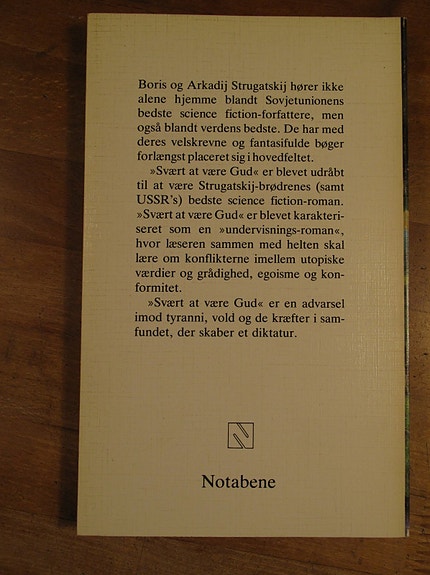 Boris og Arkadij Strugatskij hører ikke
alene hjemme blandt Sovjetunionens
bedste science fiction-forfattere, men
også blandt verdens bedste. De har med
deres velskrevne og fantasifulde bøger
forlængst placeret sig i hovedfeltet.
»Svært at være Gud« er blevet udråbt
til at være Strugatskij-brødrenes (samt
USSR's) bedste science fiction-roman.
»Svært at være Gud« er blevet karakteri-
seret som en »undervisnings-roman«,
hvor læseren sammen med helten skal
lære om konflikterne imellem utopiske
værdier og grådighed, egoisme og kon-
formitet.
»Svært at være Gud« er en advarsel
imod tyranni, vold og de kræfter i sam-
fundet, der skaber et diktatur.
Notabene